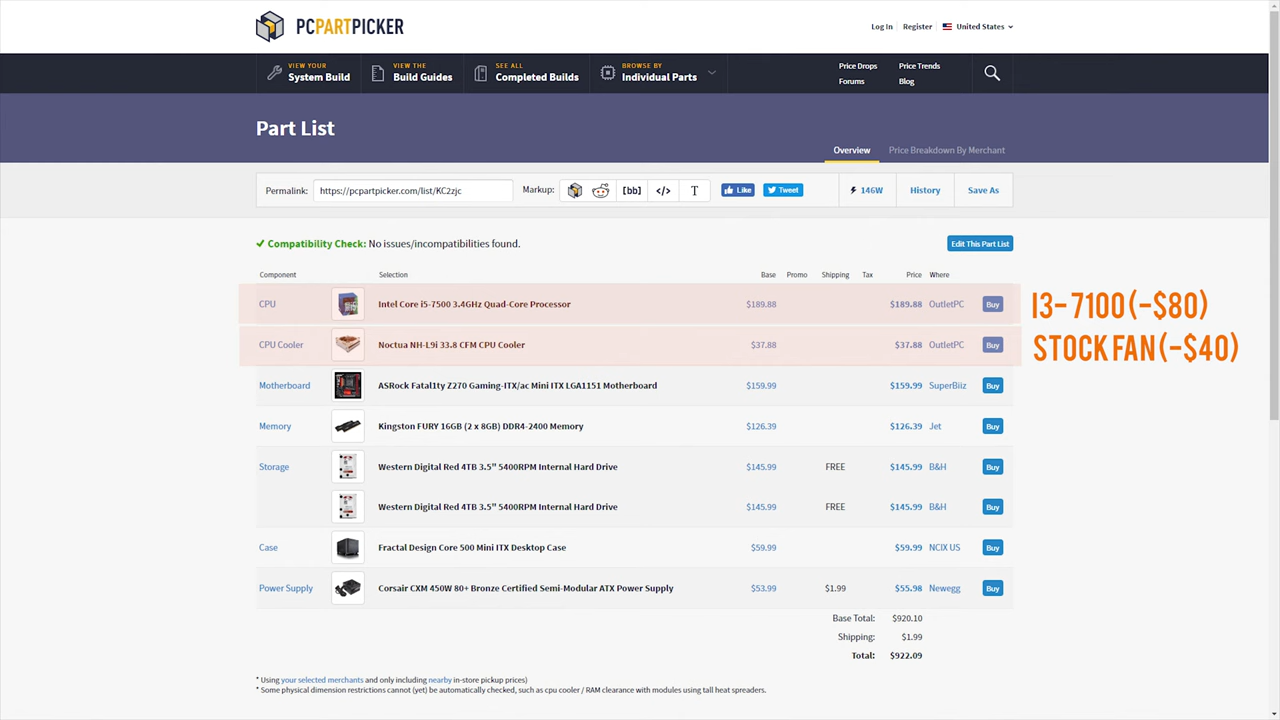 PCPARTPICKER
Log In Register United States
VIEW YOUR
System Build
VIEW THE
Build Guides
SEE ALL
Completed Builds
BROWSE BY
Individual Parts
Price Drops Price Trends
Forums Blog
Part List
Overview Price Breakdown By Merchant
Permalink: https://pcpartpicker.com/list/KC2zjc Markup: [bb] </> T Like Tweet 146W History Save As
Compatibility Check: No issues/incompatibilities found. Edit This Part List
Component Selection Base Promo Shipping Tax Price Where
CPU Intel Core i5-7500 3.4GHz Quad-Core Processor $189.88 $189.88 OutletPC Buy I3-7100 (-$80)
CPU Cooler Noctua NH-L9i 33.8 CFM CPU Cooler $37.88 $37.88 OutletPC Buy STOCK FAN (-$40)
Motherboard ASRock Fatal1ty Z270 Gaming-ITX/ac Mini ITX LGA1151 Motherboard $159.99 $159.99 SuperBiiz Buy
Memory Kingston FURY 16GB (2 x 8GB) DDR4-2400 Memory $126.39 $126.39 Jet Buy
Storage Western Digital Red 4TB 3.5" 5400RPM Internal Hard Drive $145.99 FREE $145.99 B&H Buy
Western Digital Red 4TB 3.5" 5400RPM Internal Hard Drive $145.99 FREE $145.99 B&H Buy
Case Fractal Design Core 500 Mini ITX Desktop Case $59.99 $59.99 NCIX US Buy
Power Supply Corsair CXM 450W 80+ Bronze Certified Semi-Modular ATX Power Supply $53.99 $1.99 $55.98 Newegg Buy
Base Total: $920.10
Shipping: $1.99
Total: $922.09
* Using your selected merchants and only including nearby in-store pickup prices)
* Some physical dimension restrictions cannot (yet) be automatically checked, such as cpu cooler / RAM clearance with modules using tall heat spreaders.